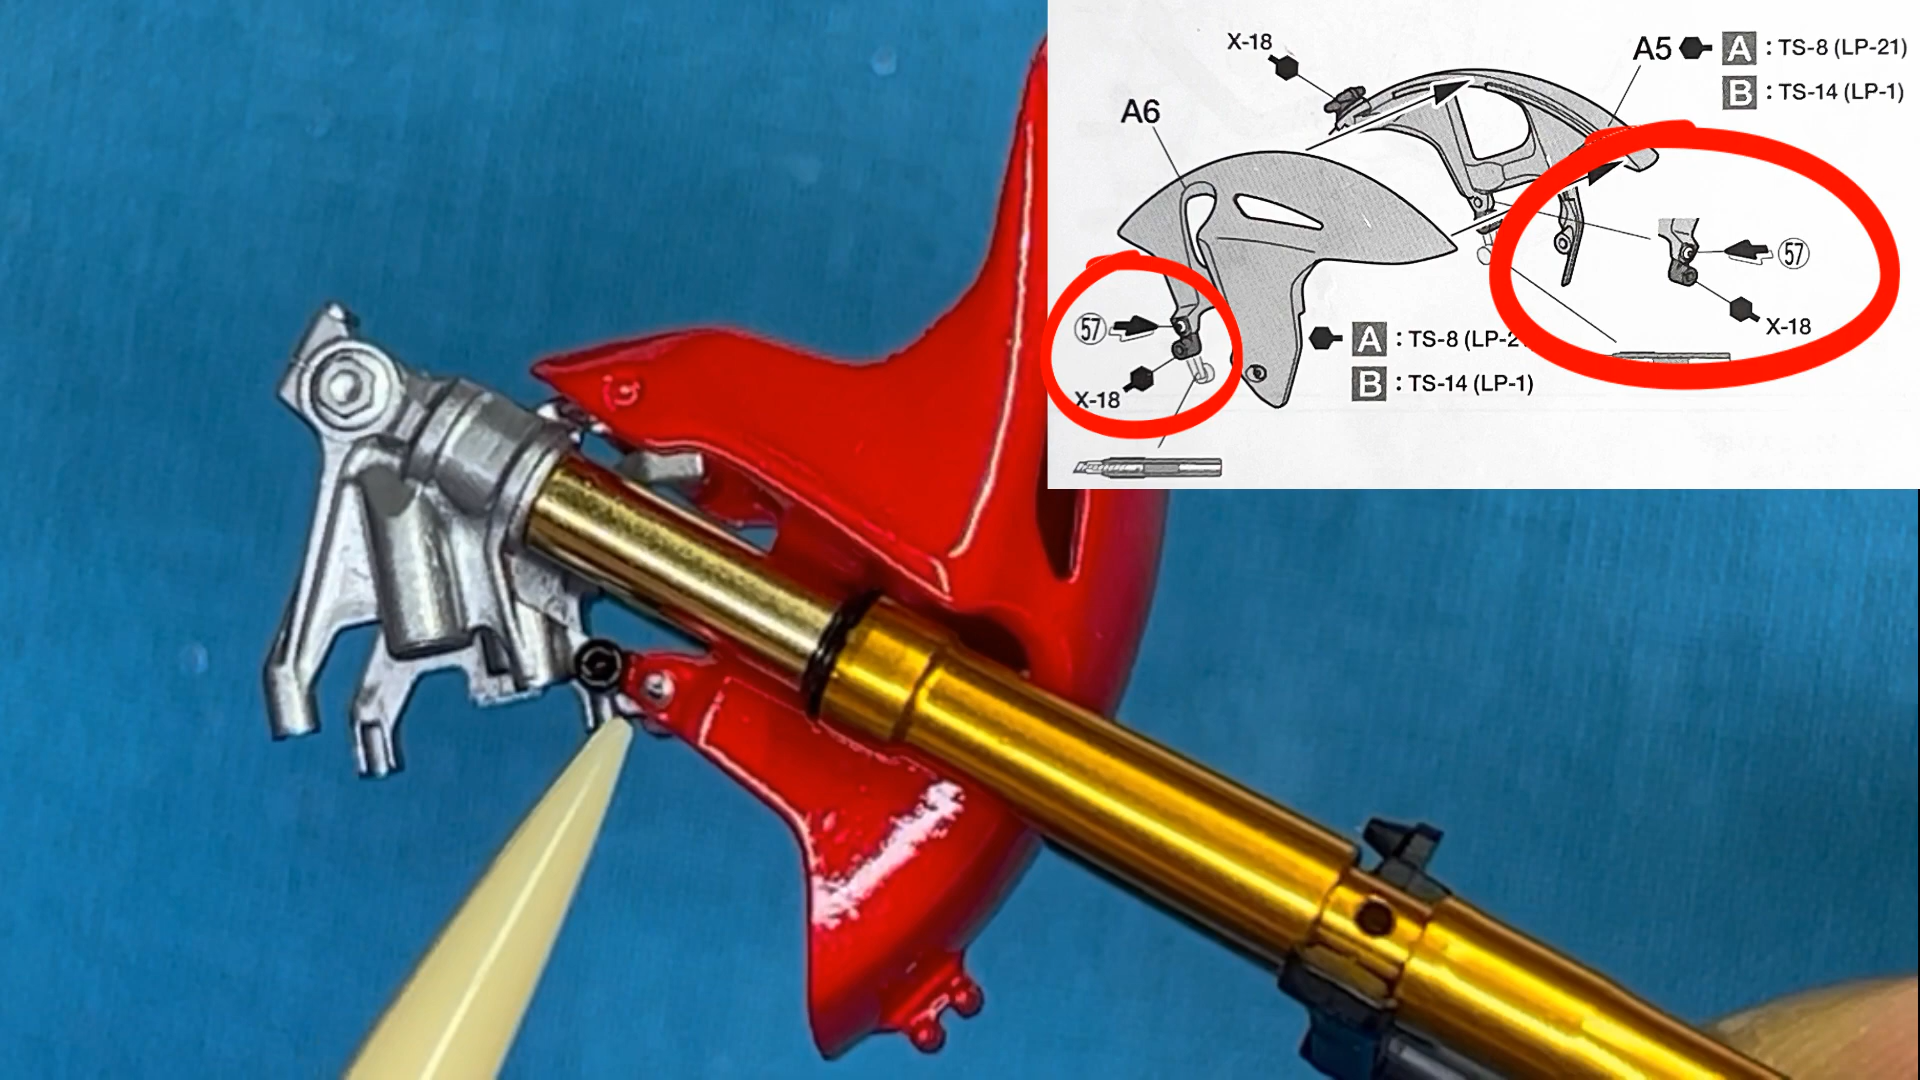 X-18
A5 A : TS-8 (LP-21)
B : TS-14 (LP-1)
A6
57
57
X-18
A : TS-8 (LP-2
B : TS-14 (LP-1)
X-18